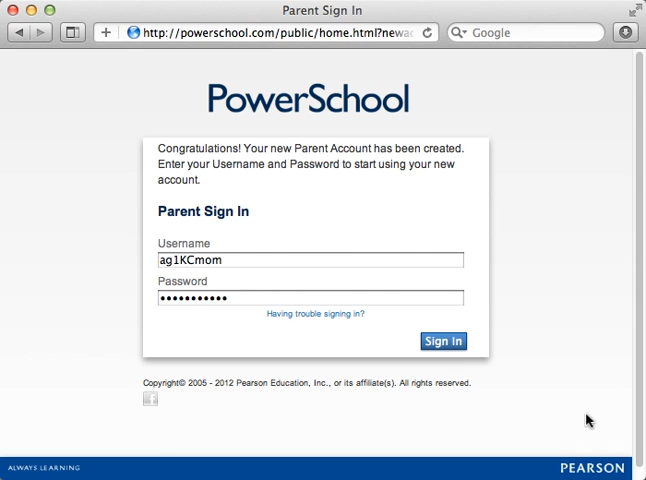 Parent Sign In
http://powerschool.com/public/home.html?newac
Google
PowerSchool
Congratulations! Your new Parent Account has been created.
Enter your Username and Password to start using your new
account.
Parent Sign In
Username
ag1KCmom
Password
•••••••••••
Having trouble signing in?
Sign In
Copyright© 2005 - 2012 Pearson Education, Inc., or its affiliate(s). All rights reserved.
f
ALWAYS LEARNING
PEARSON